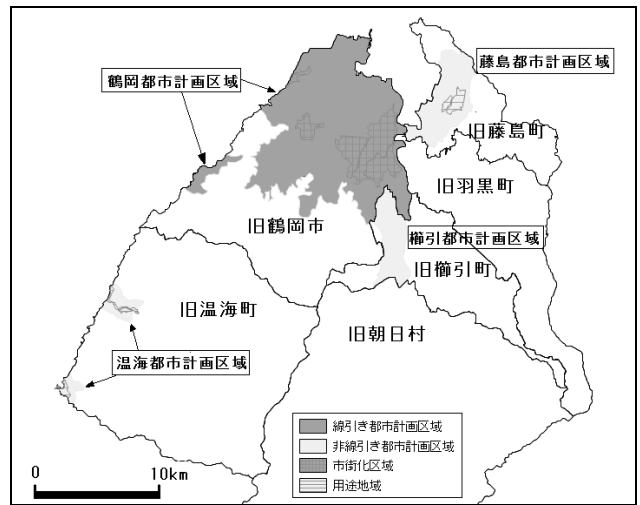 藤島都市計画区域
鶴岡都市計画区域
旧藤島町
旧羽黒町
旧鶴岡市
櫛引都市計画区域
旧櫛引町
旧温海町
旧朝日村
温海都市計画区域
線引き都市計画区域
非線引き都市計画区域
市街化区域
用途地域
0 10km